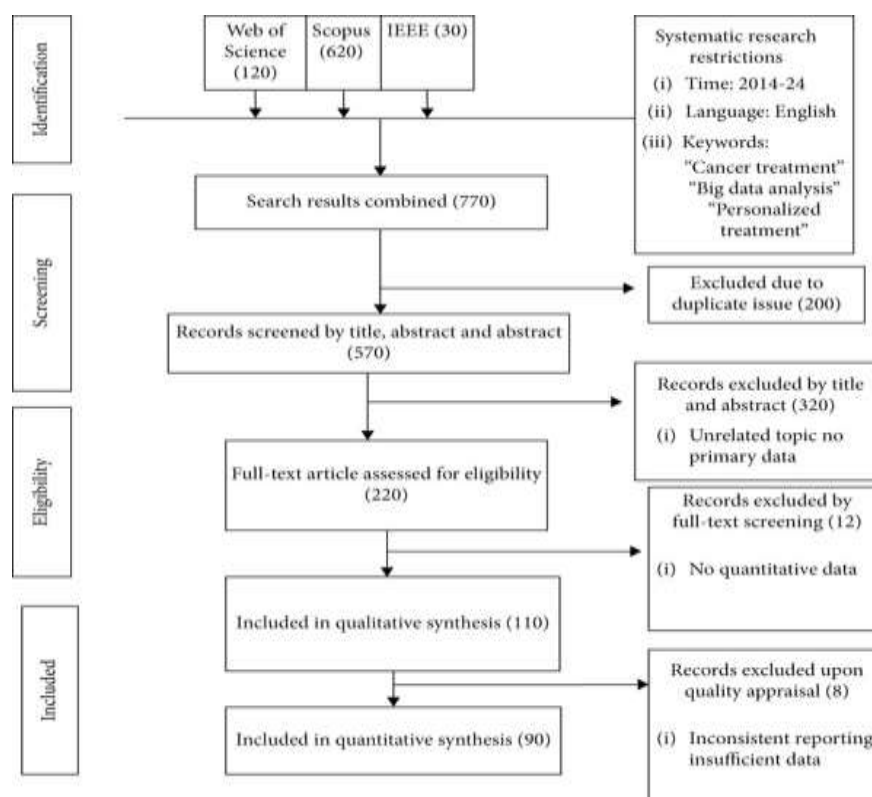 Identification
Web of
Science
(120)
Scopus
(620)
IEEE (30)
Systematic research
restrictions
(i) Time: 2014-24
(ii) Language: English
(iii) Keywords:
"Cancer treatment"
"Big data analysis"
"Personalized
treatment"
Search results combined (770)
Screening
Excluded due to
duplicate issue (200)
Records screened by title, abstract and abstract
(570)
Records excluded by title
and abstract (320)
(i) Unrelated topic no
primary data
Eligibility
Full-text article assessed for eligibility
(220)
Records excluded by
full-text screening (12)
(i) No quantitative data
Included
Included in qualitative synthesis (110)
Records excluded upon
quality appraisal (8)
(i) Inconsistent reporting
insufficient data
Included in quantitative synthesis (90)